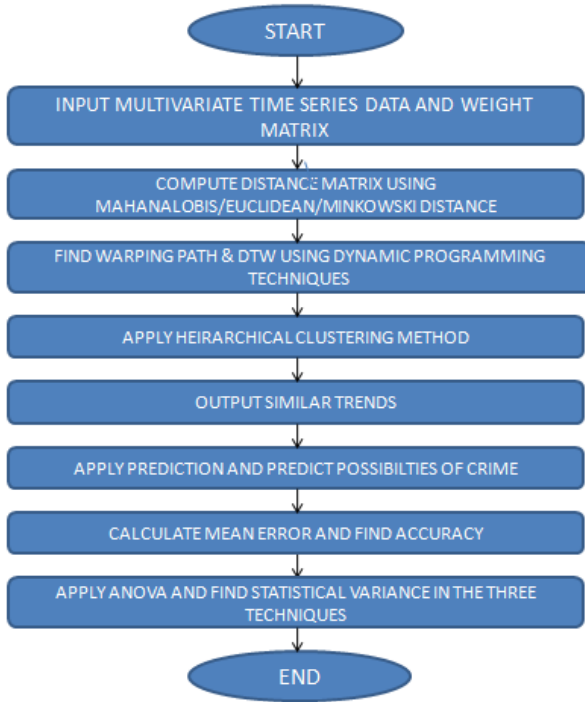 START
INPUT MULTIVARIATE TIME SERIES DATA AND WEIGHT
MATRIX
COMPUTE DISTANCE MATRIX USING
MAHANALOBIS/EUCLIDEAN/MINKOWSKI DISTANCE
FIND WARPING PATH & DTW USING DYNAMIC PROGRAMMING
TECHNIQUES
APPLY HEIRARCHICAL CLUSTERING METHOD
OUTPUT SIMILAR TRENDS
APPLY PREDICTION AND PREDICT POSSIBILTIES OF CRIME
CALCULATE MEAN ERROR AND FIND ACCURACY
APPLY ANOVA AND FIND STATISTICAL VARIANCE IN THE THREE
TECHNIQUES
END